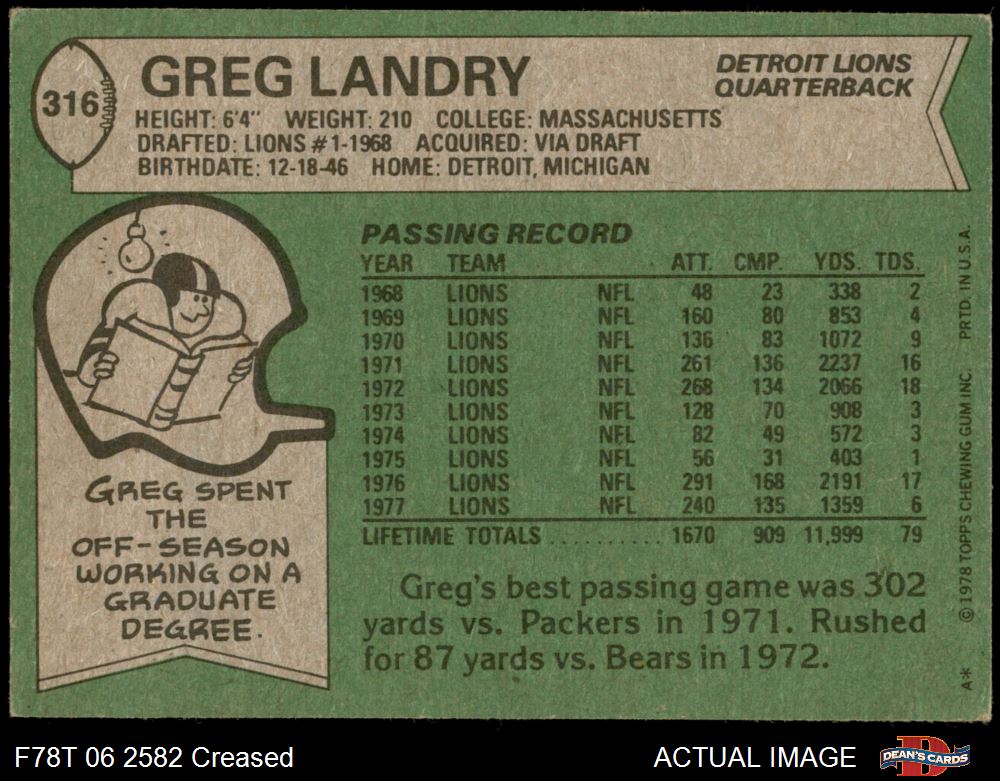 316
GREG LANDRY
DETROIT LIONS
QUARTERBACK
HEIGHT: 6'4" WEIGHT: 210 COLLEGE: MASSACHUSETTS
DRAFTED: LIONS #1-1968 ACQUIRED: VIA DRAFT
BIRTHDATE: 12-18-46 HOME: DETROIT, MICHIGAN
PASSING RECORD
YEAR TEAM ATT. CMP. YDS. TDS.
1968 LIONS NFL 48 23 338 2
1969 LIONS NFL 160 80 853 4
1970 LIONS NFL 136 83 1072 9
1971 LIONS NFL 261 136 2237 16
1972 LIONS NFL 268 134 2066 18
1973 LIONS NFL 128 70 908 3
1974 LIONS NFL 82 49 572 3
1975 LIONS NFL 56 31 403 1
1976 LIONS NFL 291 168 2191 17
1977 LIONS NFL 240 135 1359 6
LIFETIME TOTALS .......... 1670 909 11,999 79
Greg's best passing game was 302
yards vs. Packers in 1971. Rushed
for 87 yards vs. Bears in 1972.
GREG SPENT
THE
OFF-SEASON
WORKING ON A
GRADUATE
DEGREE.
A* © 1978 TOPPS CHEWING GUM INC. PRTD. IN U.S.A.
F78T 06 2582 Creased
ACTUAL IMAGE
D
DEAN'S CARDS